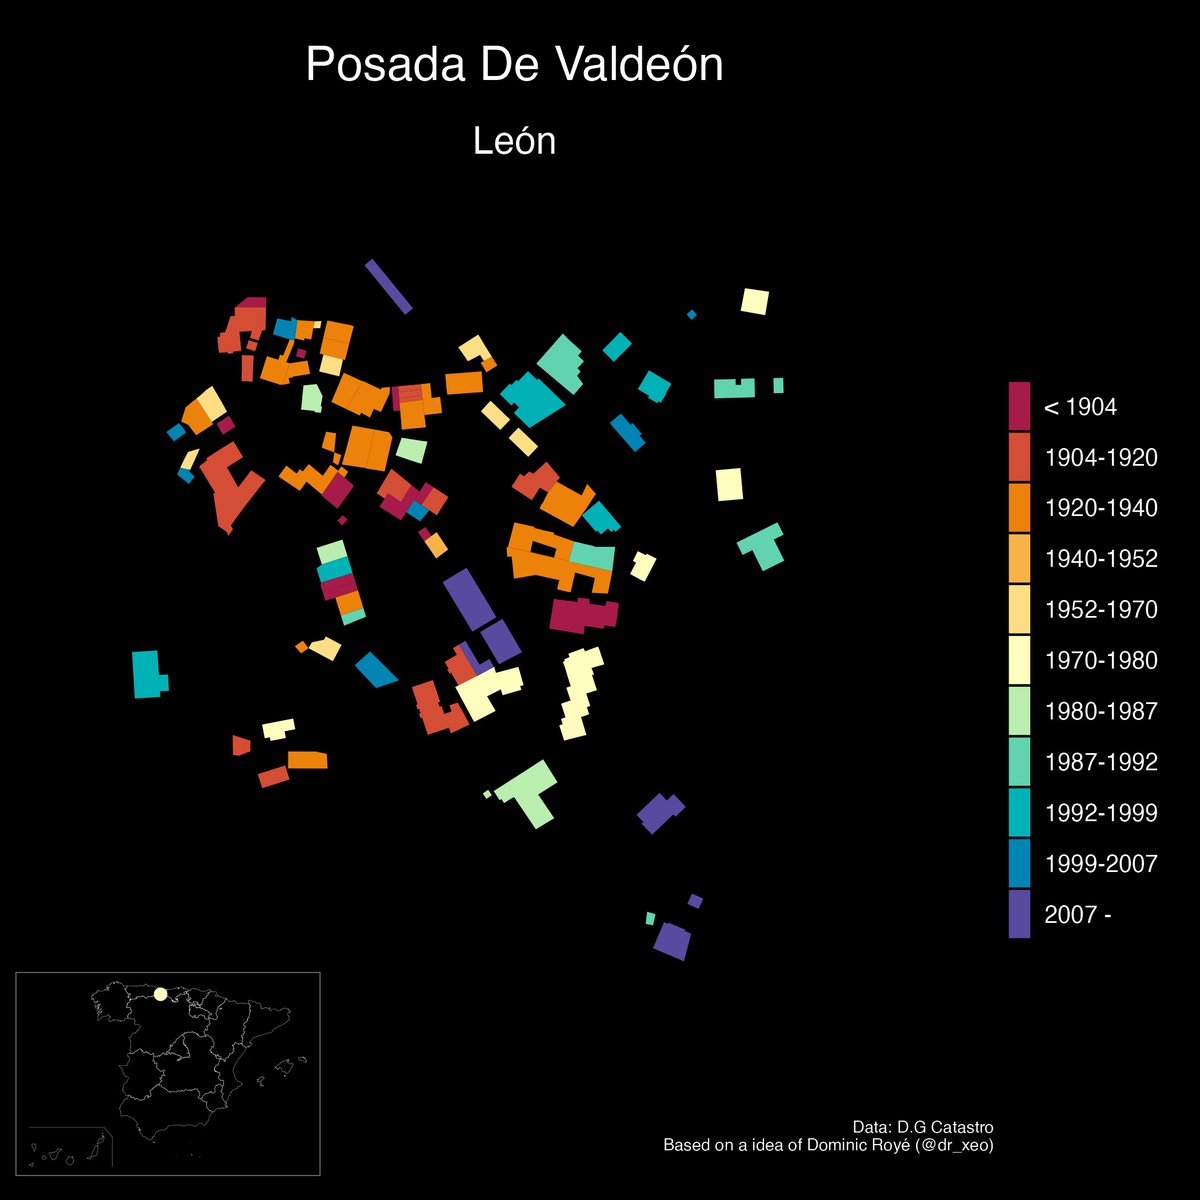 Posada De Valdeón
León
< 1904
1904-1920
1920-1940
1940-1952
1952-1970
1970-1980
1980-1987
1987-1992
1992-1999
1999-2007
2007 -
Data: D.G Catastro
Based on a idea of Dominic Royé (@dr_xeo)